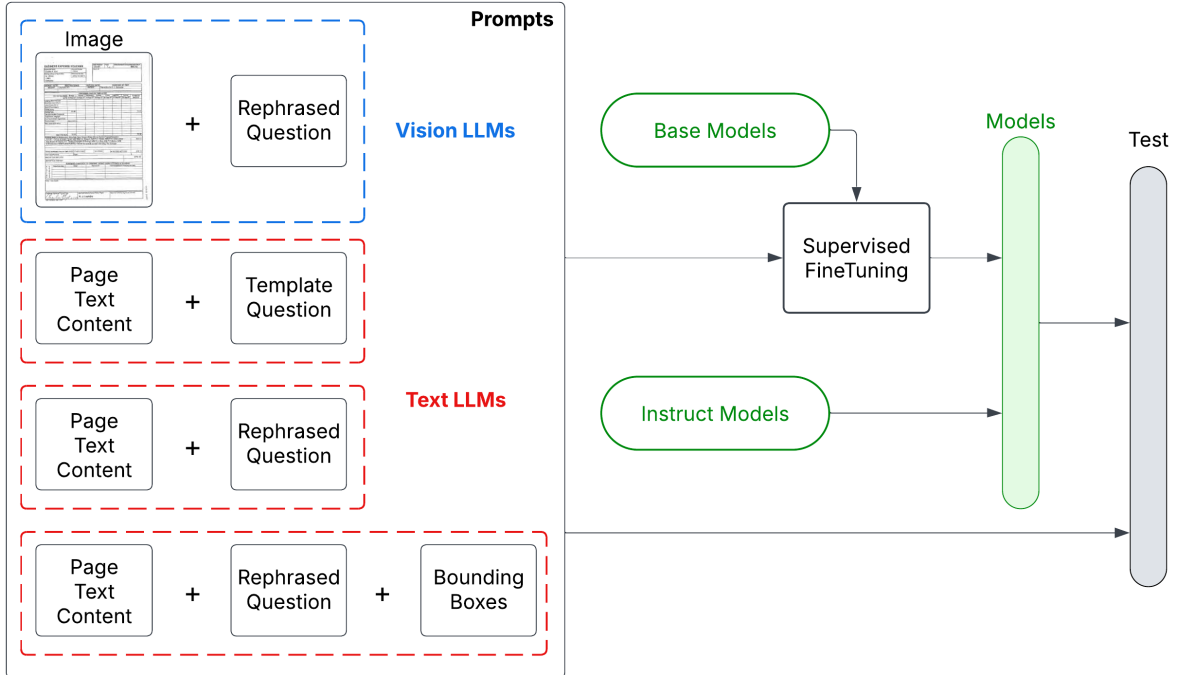 Prompts
Image
Rephrased
Question
+
Vision LLMs
Page
Text
Content
+
Template
Question
Text LLMs
Page
Text
Content
+
Rephrased
Question
Page
Text
Content
+
Rephrased
Question
+
Bounding
Boxes
Base Models
Supervised
FineTuning
Instruct Models
Models
Test